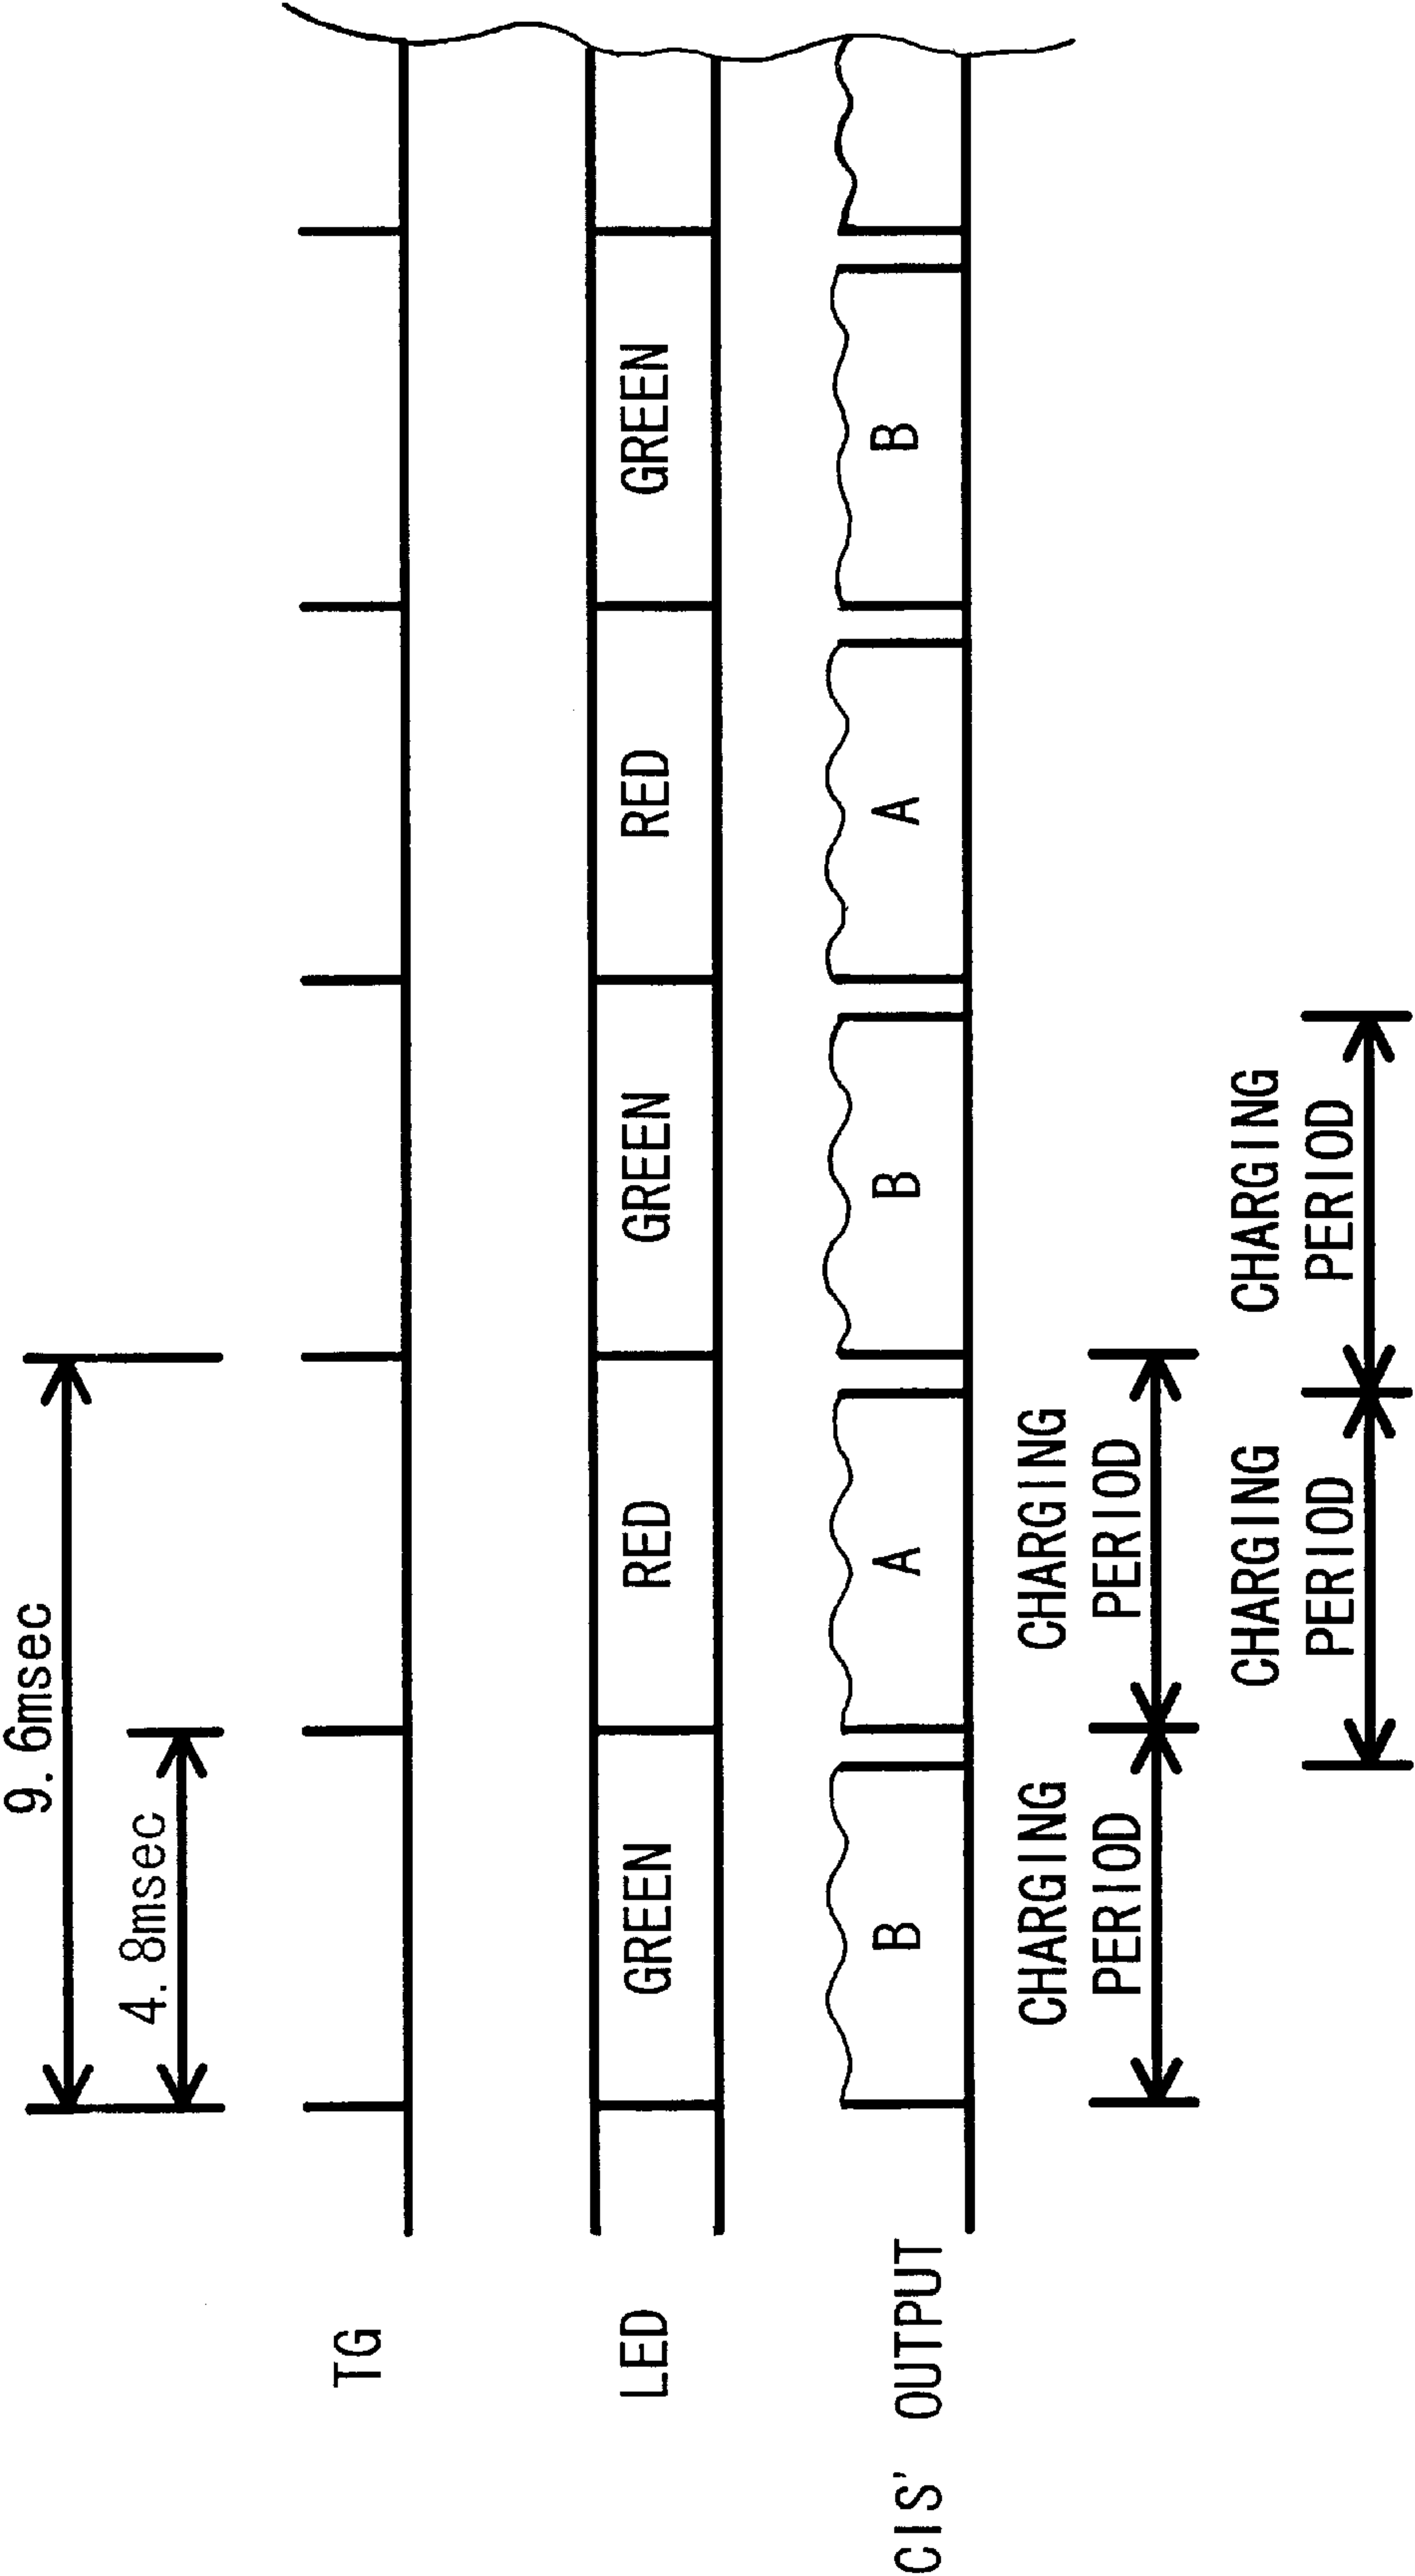 9.6msec
4.8msec
TG
LED
GREEN
RED
GREEN
RED
GREEN
CIS' OUTPUT
B
A
B
A
B
CHARGING
PERIOD
CHARGING
PERIOD
CHARGING
PERIOD
CHARGING
PERIOD